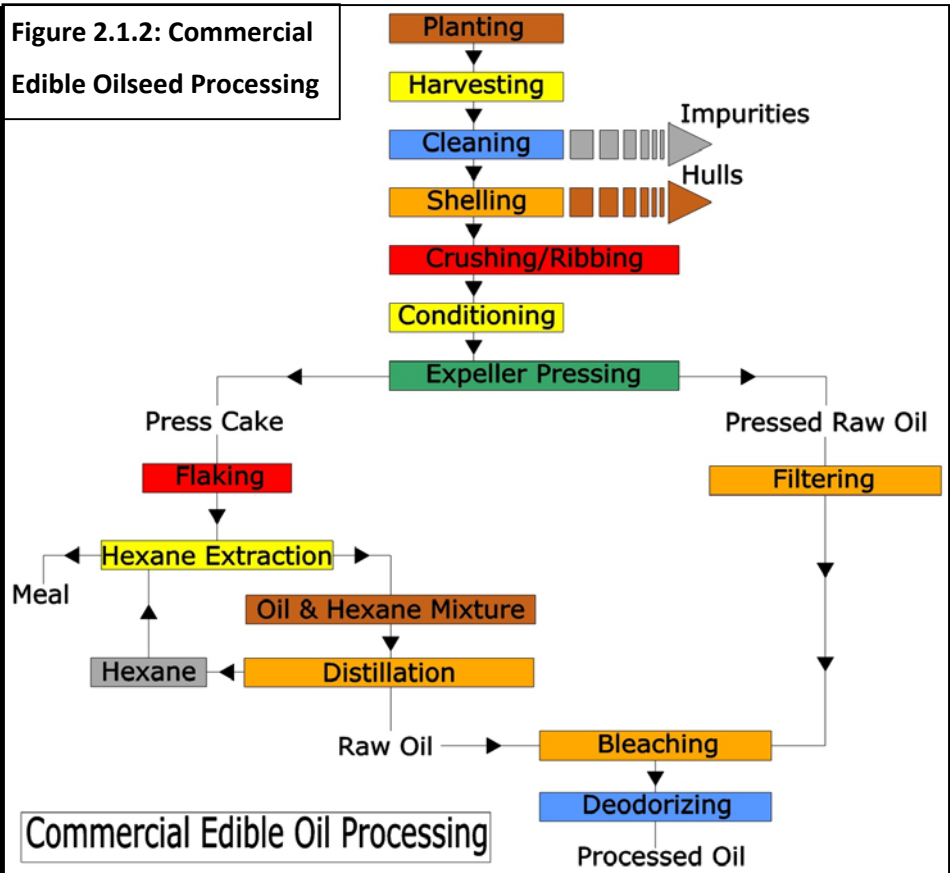 Figure 2.1.2: Commercial
Edible Oilseed Processing
Planting
Harvesting
Cleaning
Impurities
Shelling
Hulls
Crushing/Ribbing
Conditioning
Expeller Pressing
Press Cake
Pressed Raw Oil
Flaking
Filtering
Hexane Extraction
Meal
Oil & Hexane Mixture
Hexane
Distillation
Raw Oil
Bleaching
Deodorizing
Processed Oil
Commercial Edible Oil Processing